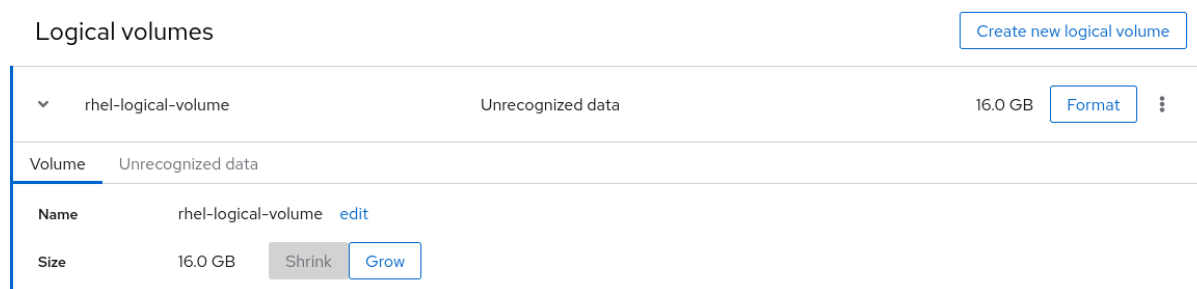 Logical volumes Create new logical volume
rhel-logical-volume Unrecognized data 16.0 GB Format
Volume Unrecognized data
Name rhel-logical-volume edit
Size 16.0 GB Shrink Grow